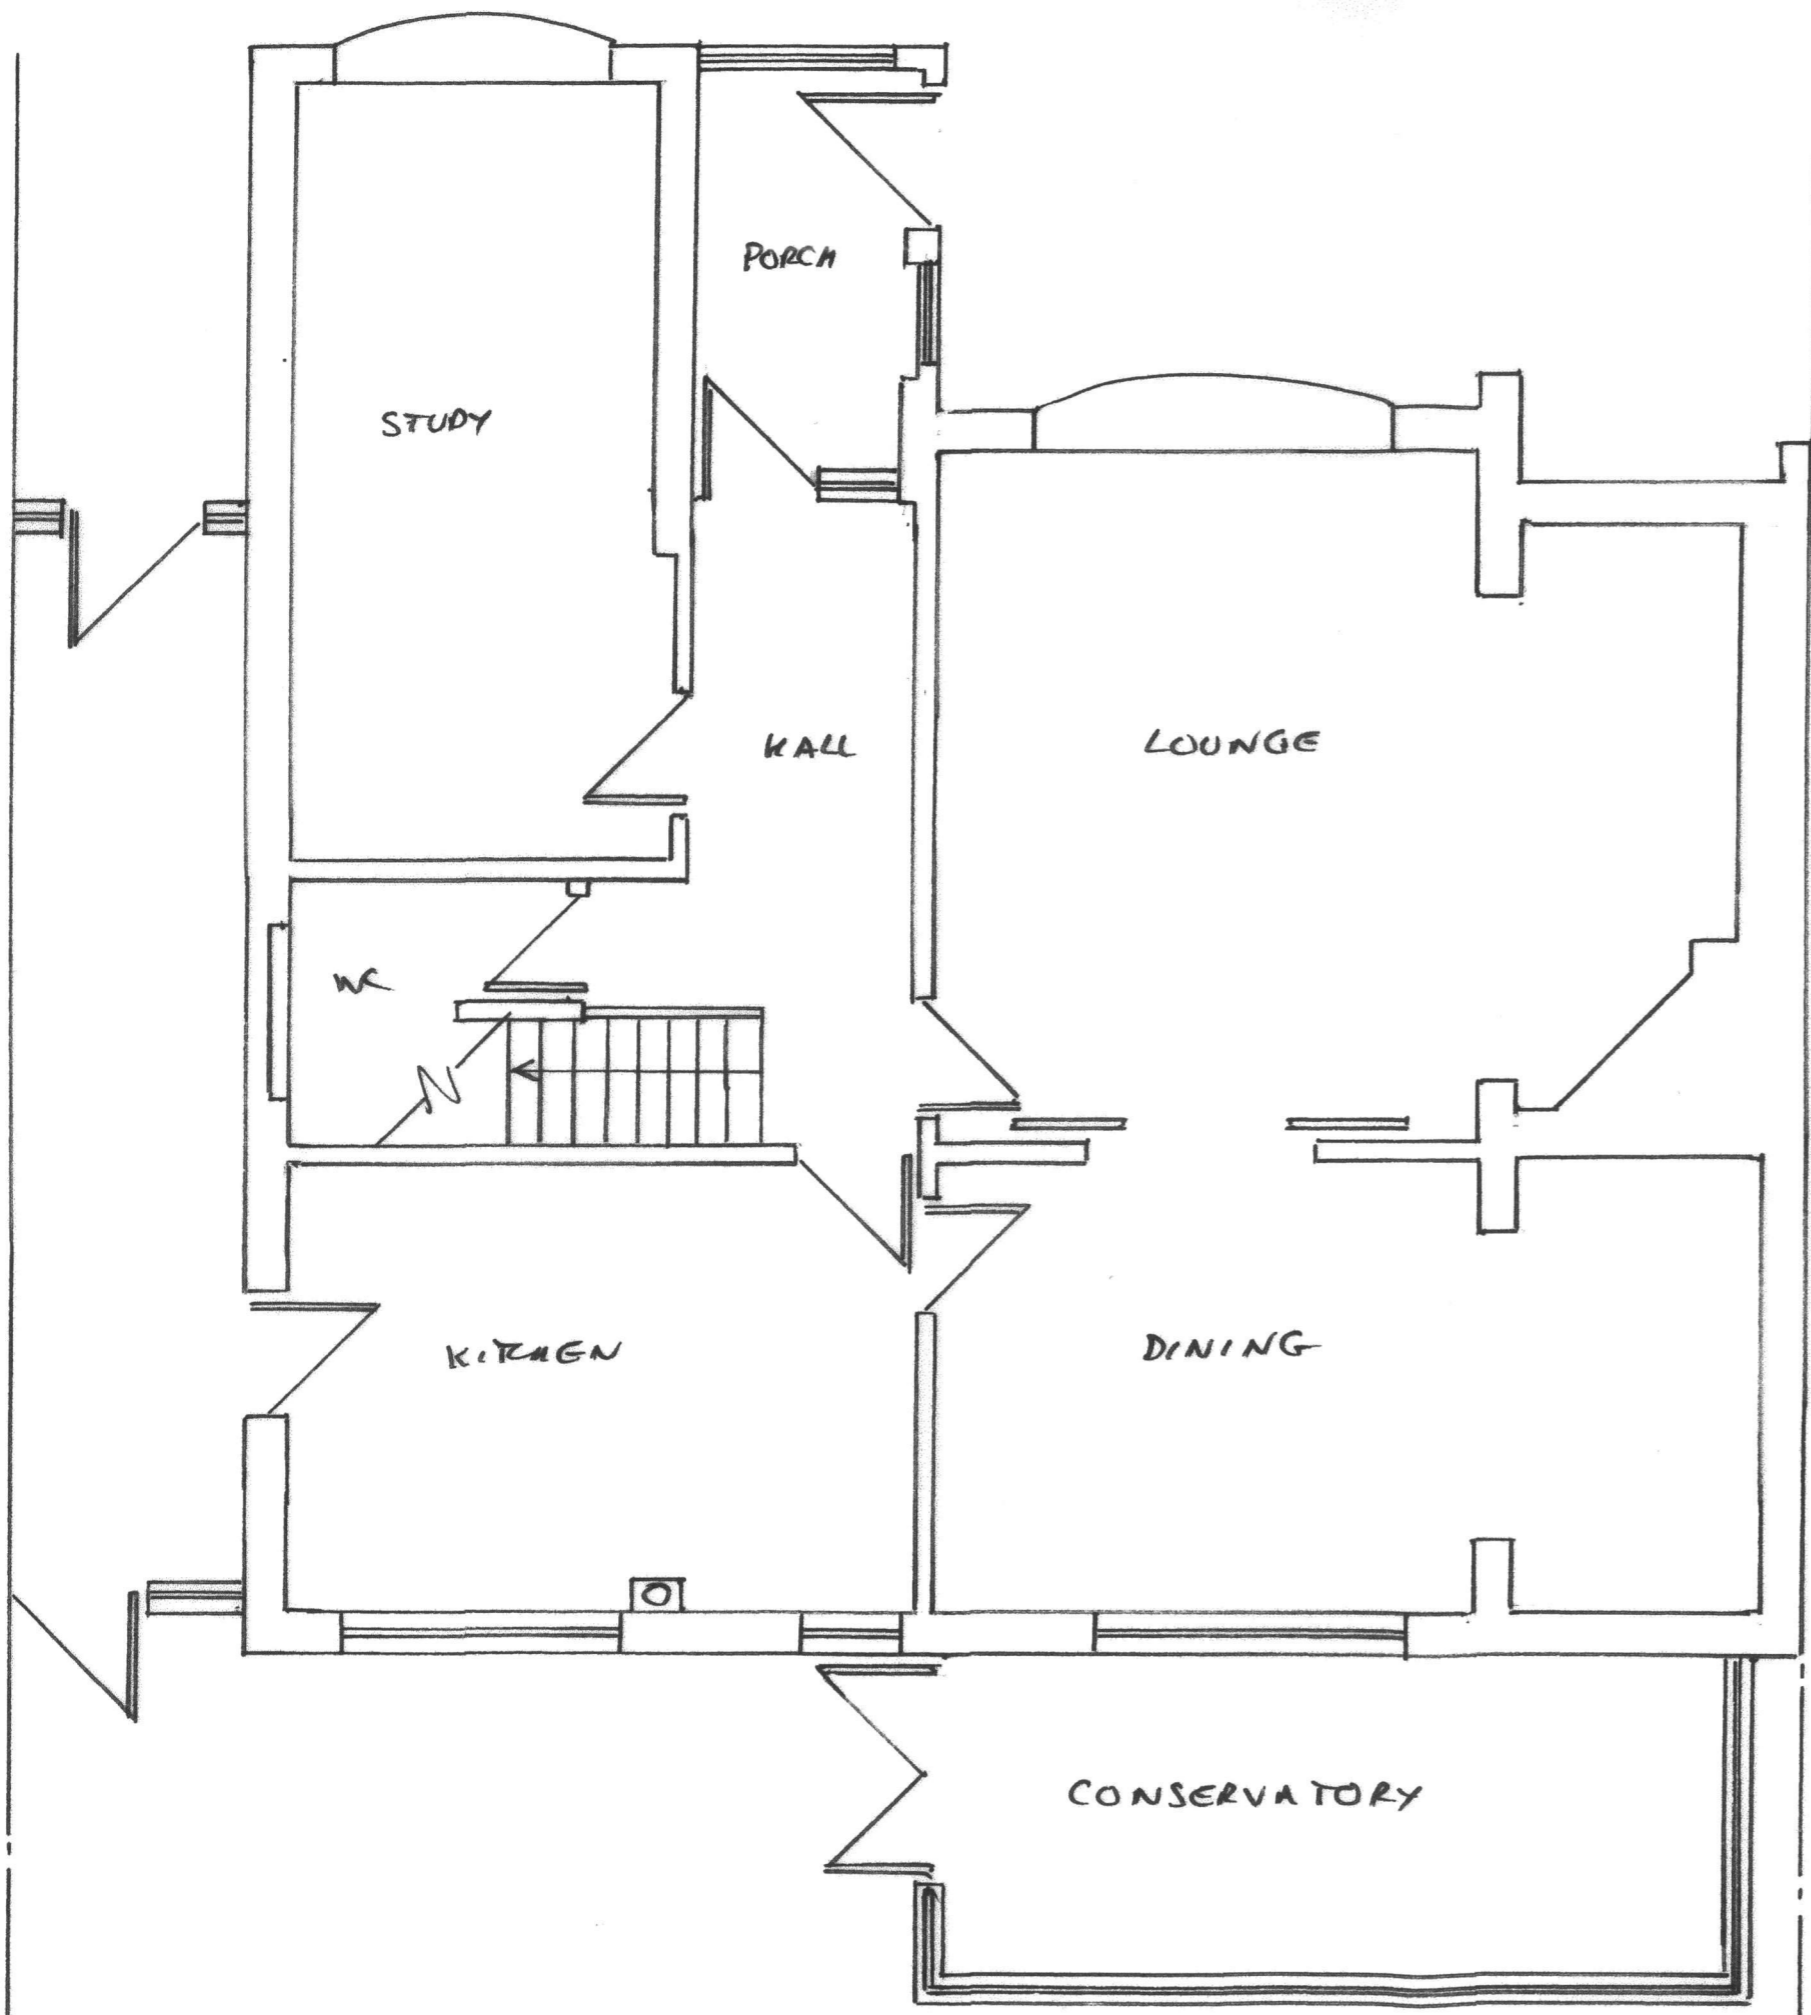 PORCH
STUDY
HALL
LOUNGE
WC
KITCHEN
DINING
CONSERVATORY